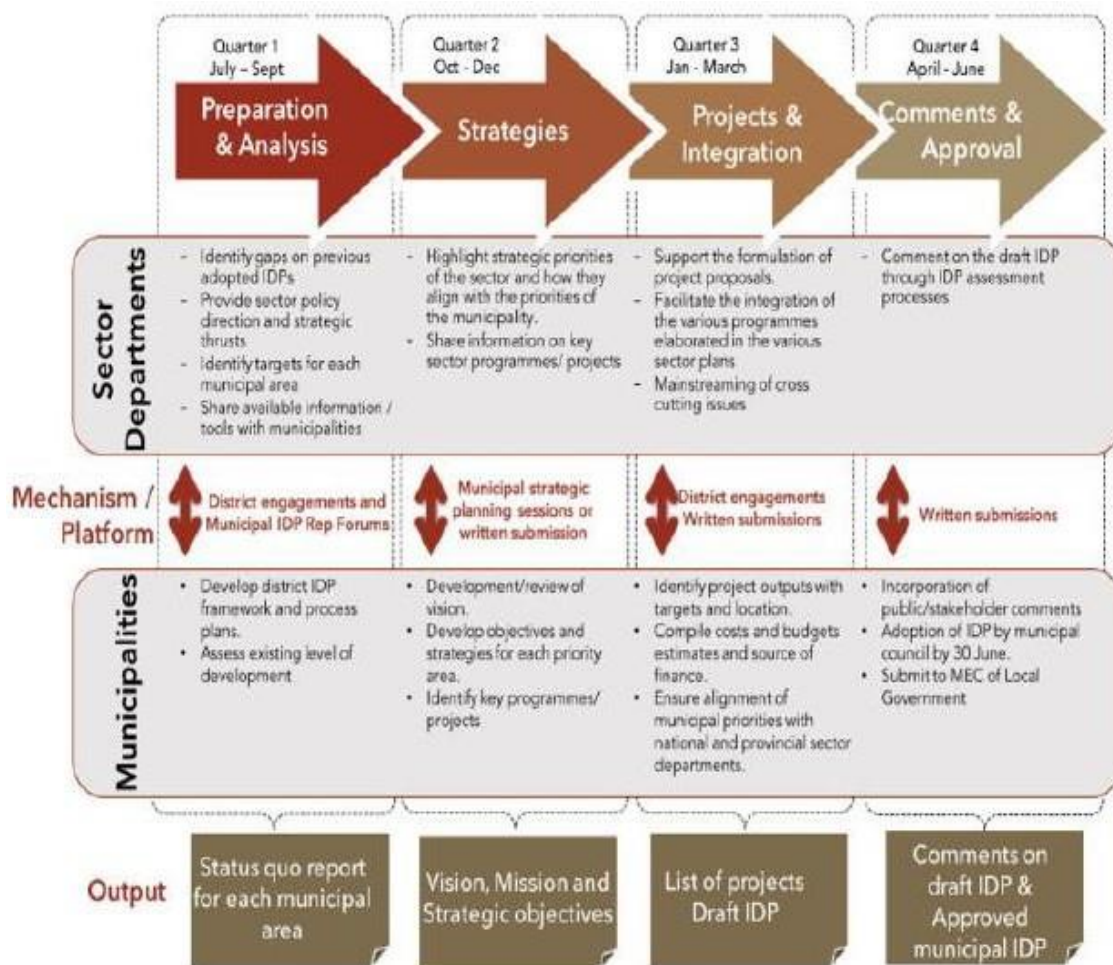 Quarter 1
July – Sept
Preparation
& Analysis
Quarter 2
Oct - Dec
Strategies
Quarter 3
Jan - March
Projects &
Integration
Quarter 4
April - June
Comments &
Approval
Sector
Departments
- Identify gaps on previous
adopted IDPs
- Provide sector policy
direction and strategic
thrusts
- Identify targets for each
municipal area
- Share available information /
tools with municipalities
- Highlight strategic priorities
of the sector and how they
align with the priorities of
the municipality.
- Share information on key
sector programmes/ projects
- Support the formulation of
project proposals.
- Facilitate the integration of
the various programmes
elaborated in the various
sector plans
- Mainstreaming of cross
cutting issues
- Comment on the draft IDP
through IDP assessment
processes
Mechanism /
Platform
District engagements and
Municipal IDP Rep Forums
Municipal strategic
planning sessions or
written submission
District engagements
Written submissions
Written submissions
Municipalities
• Develop district IDP
framework and process
plans.
• Assess existing level of
development
• Development/review of
vision.
• Develop objectives and
strategies for each priority
area.
• Identify key programmes/
projects
• Identify project outputs with
targets and location.
• Compile costs and budgets
estimates and source of
finance.
• Ensure alignment of
municipal priorities with
national and provincial sector
departments.
• Incorporation of
public/stakeholder comments
• Adoption of IDP by municipal
council by 30 June.
• Submit to MEC of Local
Government
Output
Status quo report
for each municipal
area
Vision, Mission and
Strategic objectives
List of projects
Draft IDP
Comments on
draft IDP &
Approved
municipal IDP